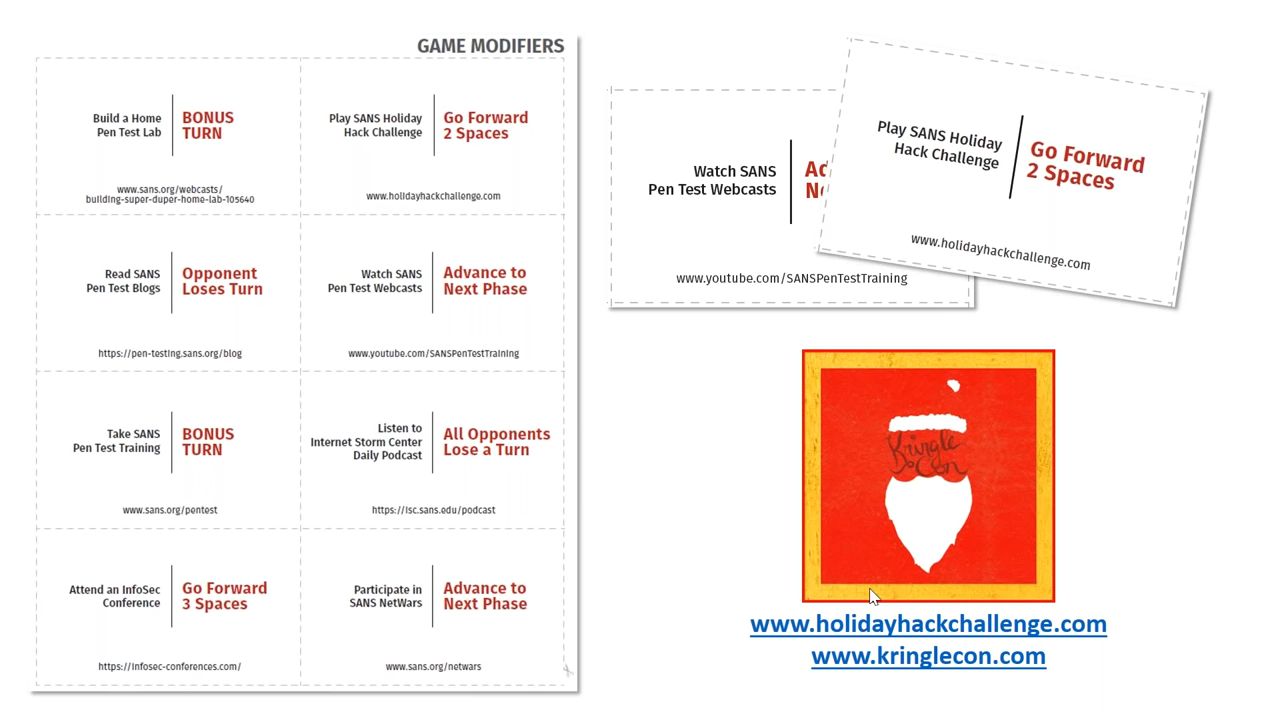 GAME MODIFIERS
Build a Home
Pen Test Lab
BONUS
TURN
www.sans.org/webcasts/
building-super-duper-home-lab-105640
Play SANS Holiday
Hack Challenge
Go Forward
2 Spaces
www.holidayhackchallenge.com
Read SANS
Pen Test Blogs
Opponent
Loses Turn
https://pen-testing.sans.org/blog
Watch SANS
Pen Test Webcasts
Advance to
Next Phase
www.youtube.com/SANSPenTestTraining
Take SANS
Pen Test Training
BONUS
TURN
www.sans.org/pentest
Listen to
Internet Storm Center
Daily Podcast
All Opponents
Lose a Turn
https://isc.sans.edu/podcast
Attend an InfoSec
Conference
Go Forward
3 Spaces
https://infosec-conferences.com/
Participate in
SANS NetWars
Advance to
Next Phase
www.sans.org/netwars
Watch SANS
Pen Test Webcasts
www.youtube.com/SANSPenTestTraining
Play SANS Holiday
Hack Challenge
Go Forward
2 Spaces
www.holidayhackchallenge.com
Kringle
Con
www.holidayhackchallenge.com
www.kringlecon.com